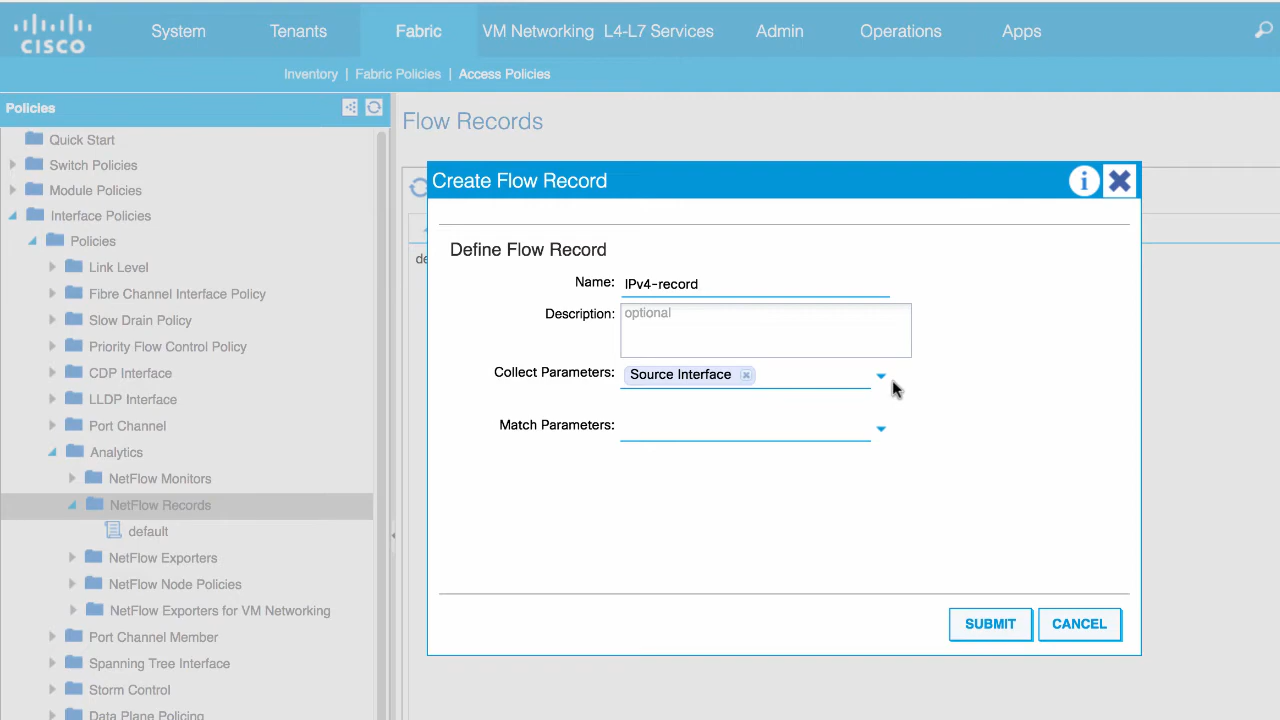 CISCO
System Tenants Fabric VM Networking L4-L7 Services Admin Operations Apps
Inventory | Fabric Policies | Access Policies
Policies
Quick Start
Switch Policies
Module Policies
Interface Policies
Policies
Link Level
Fibre Channel Interface Policy
Slow Drain Policy
Priority Flow Control Policy
CDP Interface
LLDP Interface
Port Channel
Analytics
NetFlow Monitors
NetFlow Records
default
NetFlow Exporters
NetFlow Node Policies
NetFlow Exporters for VM Networking
Port Channel Member
Spanning Tree Interface
Storm Control
Data Plane Policing
Flow Records
de
Create Flow Record
Define Flow Record
Name: IPv4-record
Description: optional
Collect Parameters: Source Interface
Match Parameters:
SUBMIT CANCEL